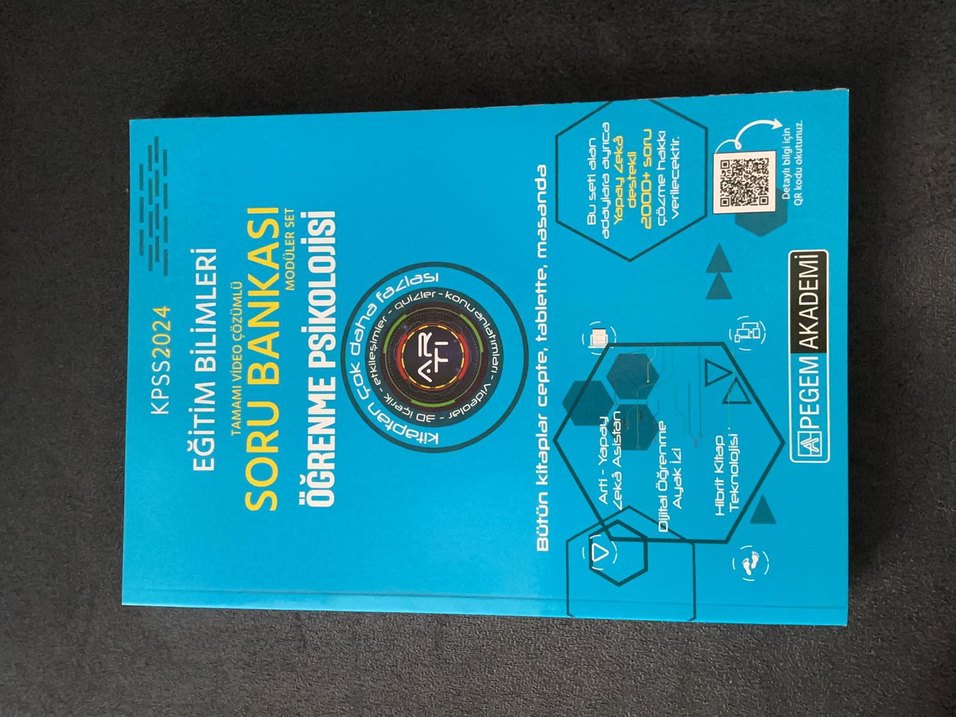 KPSS2024
EĞİTİM BİLİMLERİ
TAMAMI VİDEO ÇÖZÜMLÜ
SORU BANKASI
MODÜLER SET
ÖĞRENME PSİKOLOJİSİ
kitaptan çok daha fazlası
videolar - 3D içerik - etkileşimler - quizler - konu anlatımları -
AR
TI
Bütün kitaplar cepte, tablette, masanda
Artı - Yapay
Zekâ Asistan
Dijital Öğrenme
Ayak İzi
Hibrit Kitap
Teknolojisi
Bu seti alan
adaylara ayrıca
Yapay Zekâ
destekli
2000+ soru
çözme hakkı
verilecektir.
Detaylı bilgi için
QR kodu okutunuz.
PEGEM AKADEMİ